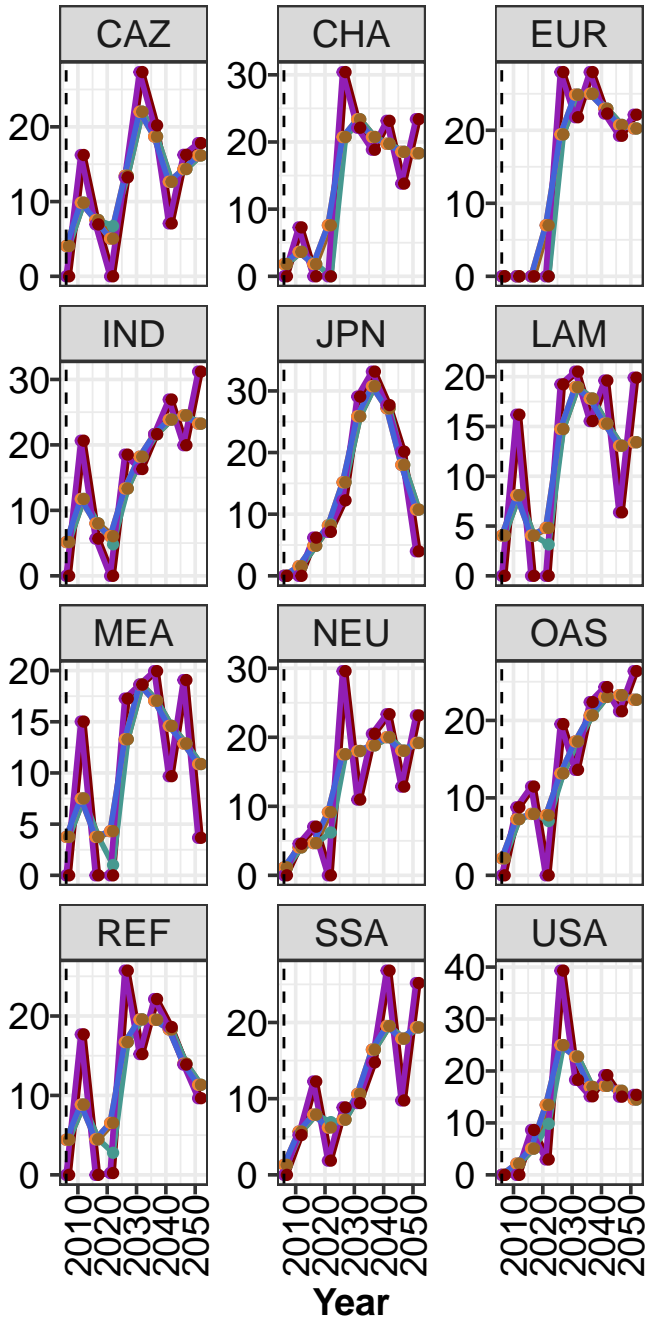 CAZ CHA EUR
20 30
10 20 20
10 10
0 0 0
IND JPN LAM
30 30 20
20 20 15
10 10 5
0 0 0
MEA NEU OAS
20 30
15 20 20
10 10 10
5
0 0 0
REF SSA USA
20 20 40
30
20
10 10 10
0 0 0
2010 2020 2030 2040 2050 2010 2020 2030 2040 2050 2010 2020 2030 2040 2050
Year